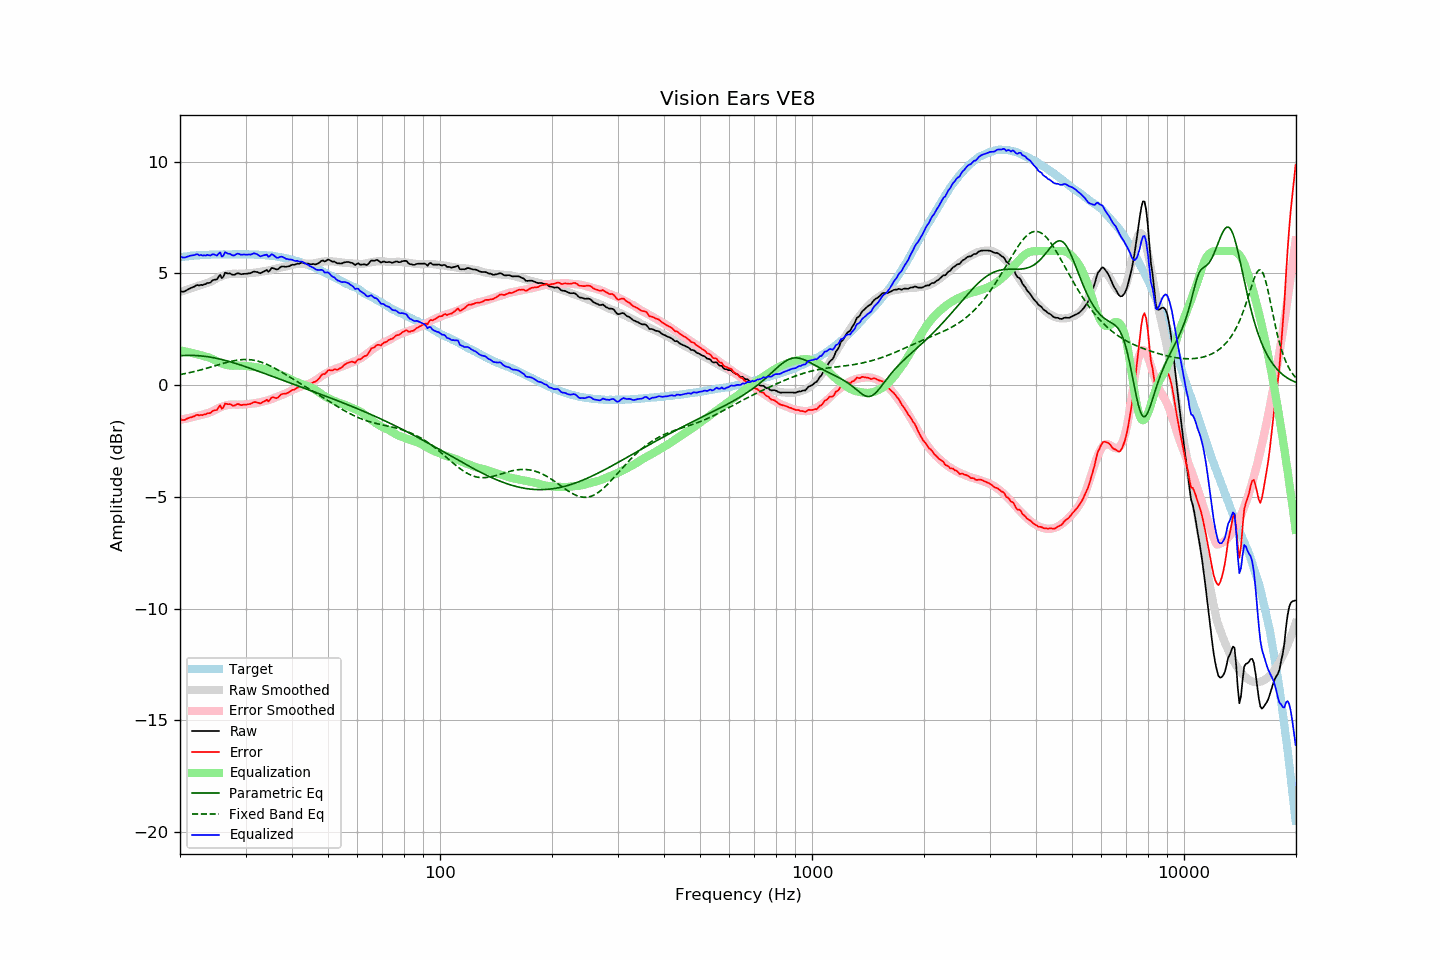 Vision Ears VE8
10
5
0
−5
−10
−15
−20
Amplitude (dBr)
Target
Raw Smoothed
Error Smoothed
Raw
Error
Equalization
Parametric Eq
Fixed Band Eq
Equalized
100
1000
10000
Frequency (Hz)